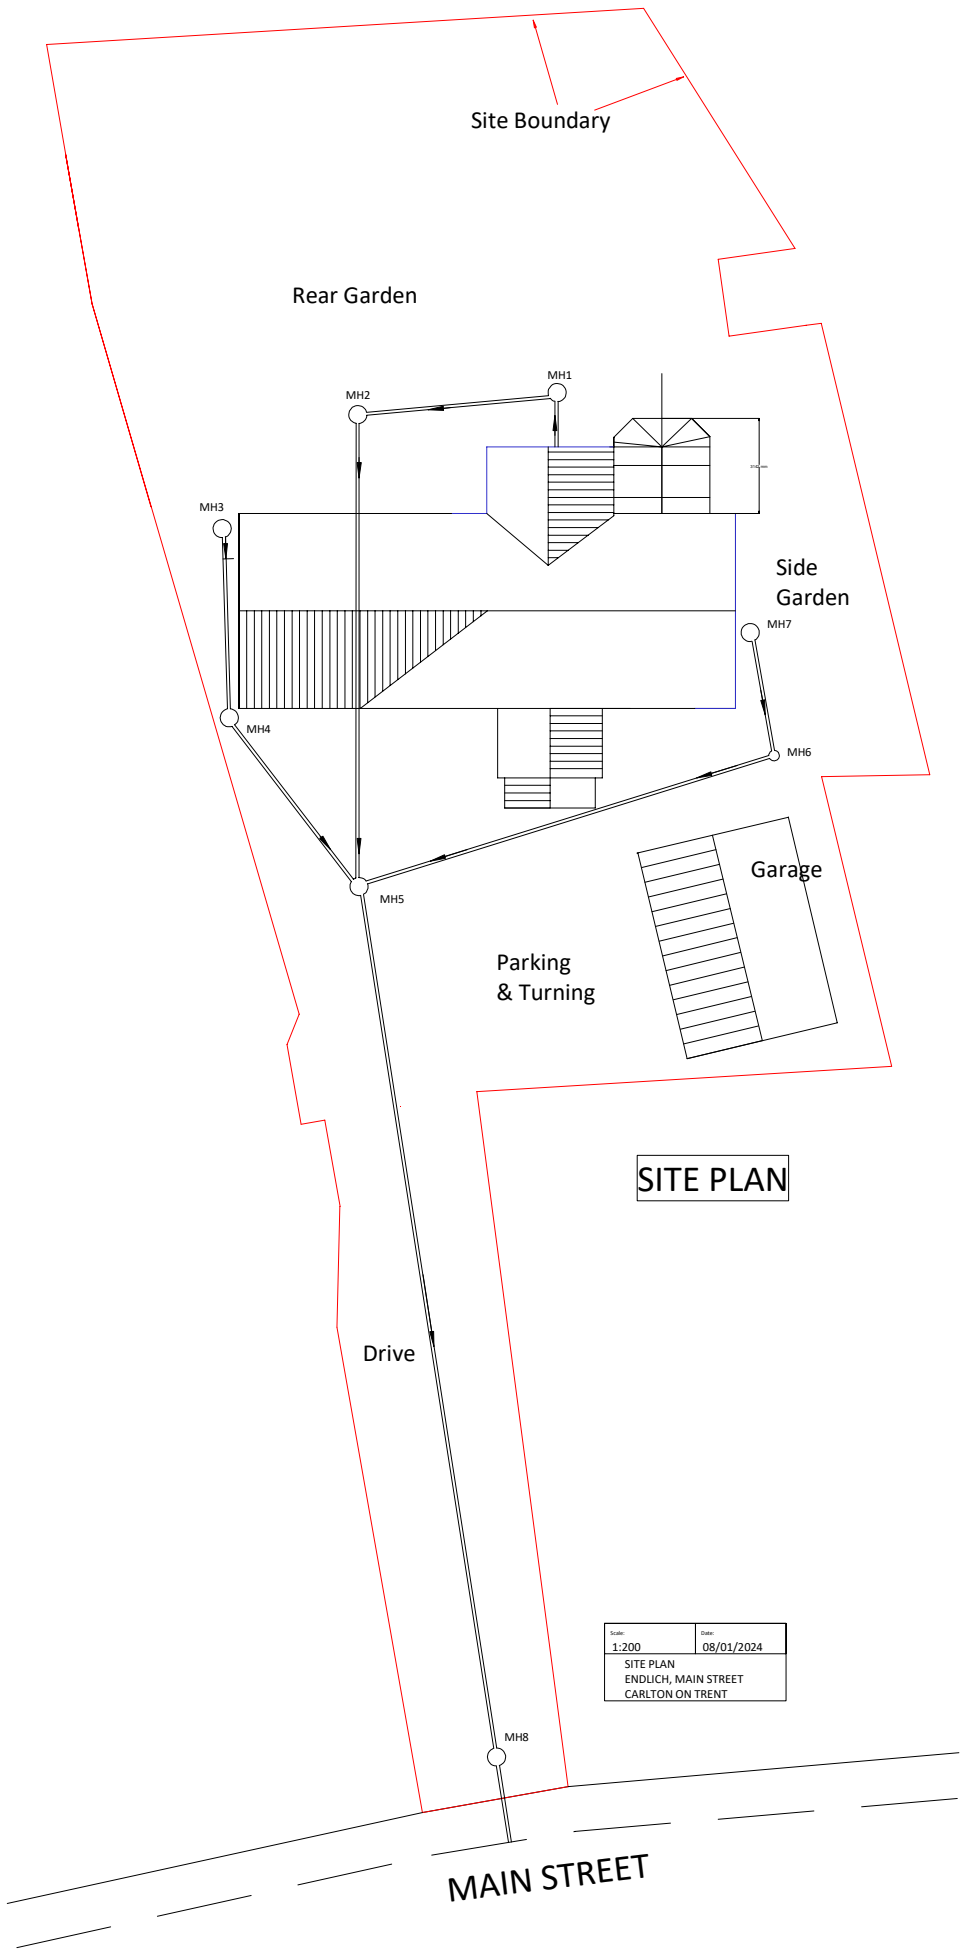 Site Boundary
Rear Garden
MH1
MH2
MH3
Side
Garden
MH7
MH4
MH6
Garage
MH5
Parking
& Turning
SITE PLAN
Drive
Scale:
Date:
1:200
08/01/2024
SITE PLAN
ENDLICH, MAIN STREET
CARLTON ON TRENT
MH8
MAIN STREET